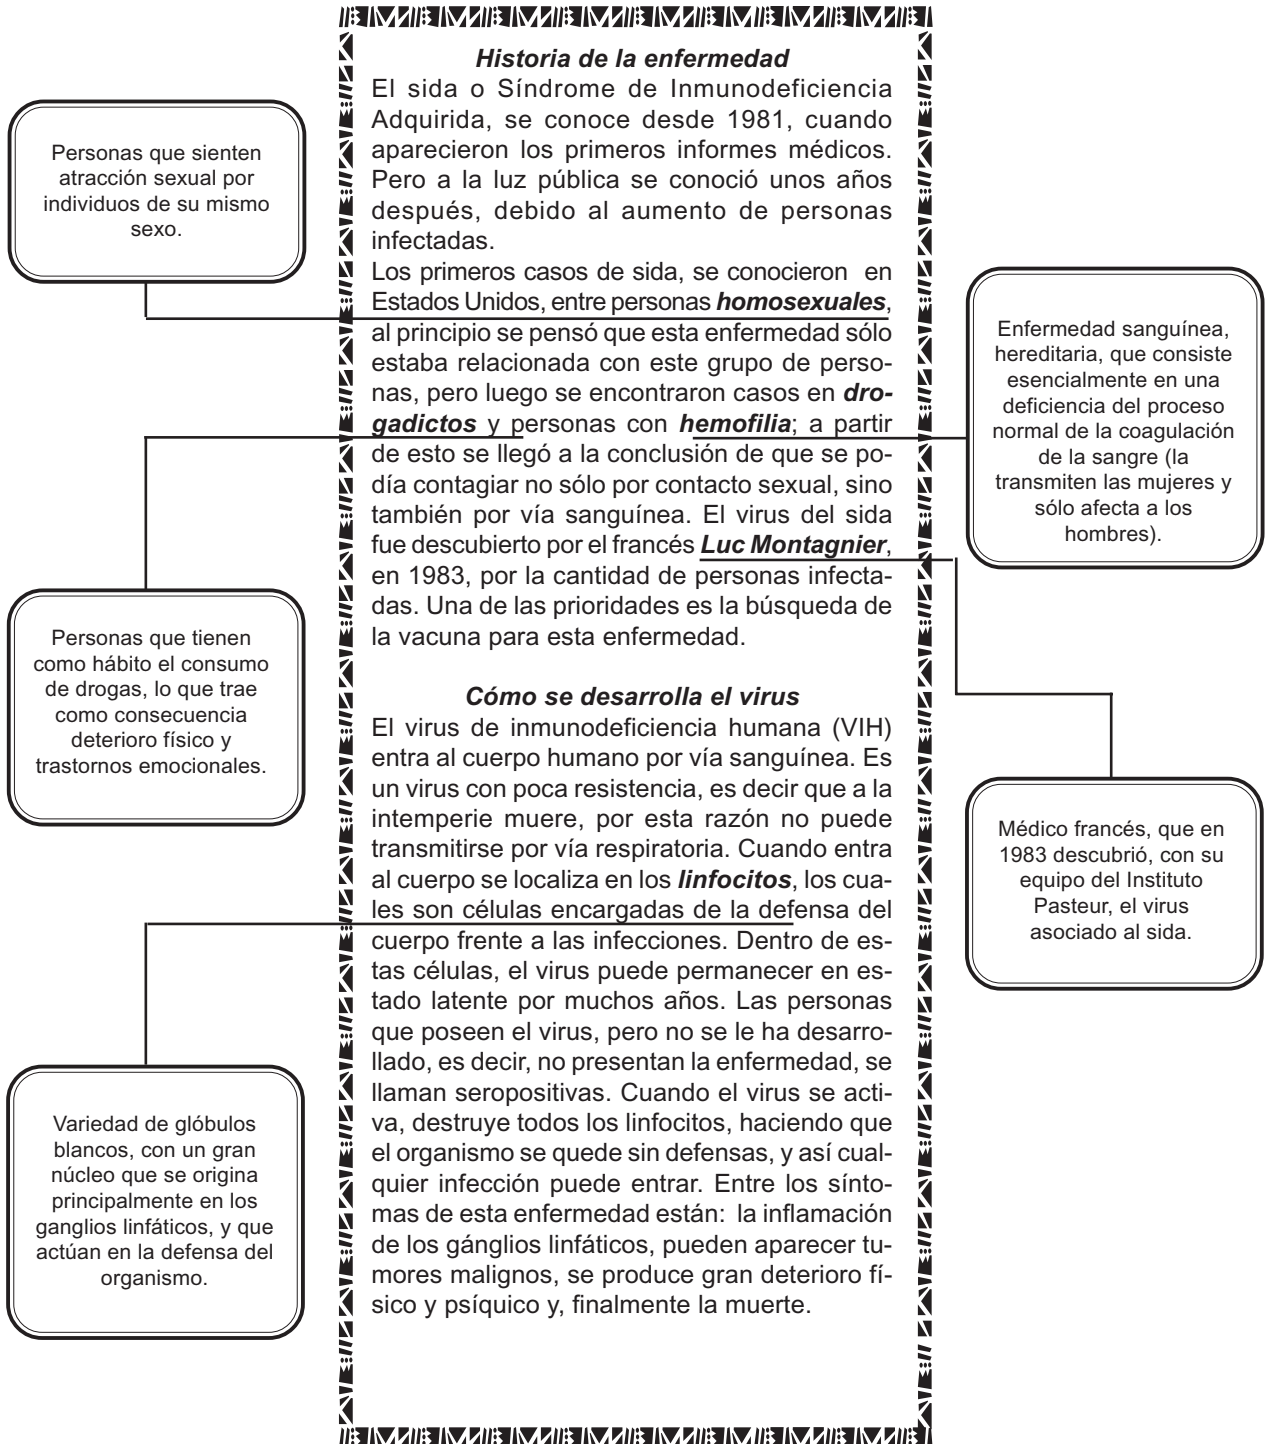 Historia de la enfermedad
El sida o Síndrome de Inmunodeficiencia
Adquirida, se conoce desde 1981, cuando
aparecieron los primeros informes médicos.
Pero a la luz pública se conoció unos años
después, debido al aumento de personas
infectadas.
Los primeros casos de sida, se conocieron en
Estados Unidos, entre personas homosexuales,
al principio se pensó que esta enfermedad sólo
estaba relacionada con este grupo de perso-
nas, pero luego se encontraron casos en dro-
gadictos y personas con hemofilia; a partir
de esto se llegó a la conclusión de que se po-
día contagiar no sólo por contacto sexual, sino
también por vía sanguínea. El virus del sida
fue descubierto por el francés Luc Montagnier,
en 1983, por la cantidad de personas infecta-
das. Una de las prioridades es la búsqueda de
la vacuna para esta enfermedad.
Cómo se desarrolla el virus
El virus de inmunodeficiencia humana (VIH)
entra al cuerpo humano por vía sanguínea. Es
un virus con poca resistencia, es decir que a la
intemperie muere, por esta razón no puede
transmitirse por vía respiratoria. Cuando entra
al cuerpo se localiza en los linfocitos, los cua-
les son células encargadas de la defensa del
cuerpo frente a las infecciones. Dentro de es-
tas células, el virus puede permanecer en es-
tado latente por muchos años. Las personas
que poseen el virus, pero no se le ha desarro-
llado, es decir, no presentan la enfermedad, se
llaman seropositivas. Cuando el virus se acti-
va, destruye todos los linfocitos, haciendo que
el organismo se quede sin defensas, y así cual-
quier infección puede entrar. Entre los sínto-
mas de esta enfermedad están: la inflamación
de los gánglios linfáticos, pueden aparecer tu-
mores malignos, se produce gran deterioro fí-
sico y psíquico y, finalmente la muerte.
Personas que sienten
atracción sexual por
individuos de su mismo
sexo.
Personas que tienen
como hábito el consumo
de drogas, lo que trae
como consecuencia
deterioro físico y
trastornos emocionales.
Variedad de glóbulos
blancos, con un gran
núcleo que se origina
principalmente en los
ganglios linfáticos, y que
actúan en la defensa del
organismo.
Enfermedad sanguínea,
hereditaria, que consiste
esencialmente en una
deficiencia del proceso
normal de la coagulación
de la sangre (la
transmiten las mujeres y
sólo afecta a los
hombres).
Médico francés, que en
1983 descubrió, con su
equipo del Instituto
Pasteur, el virus
asociado al sida.